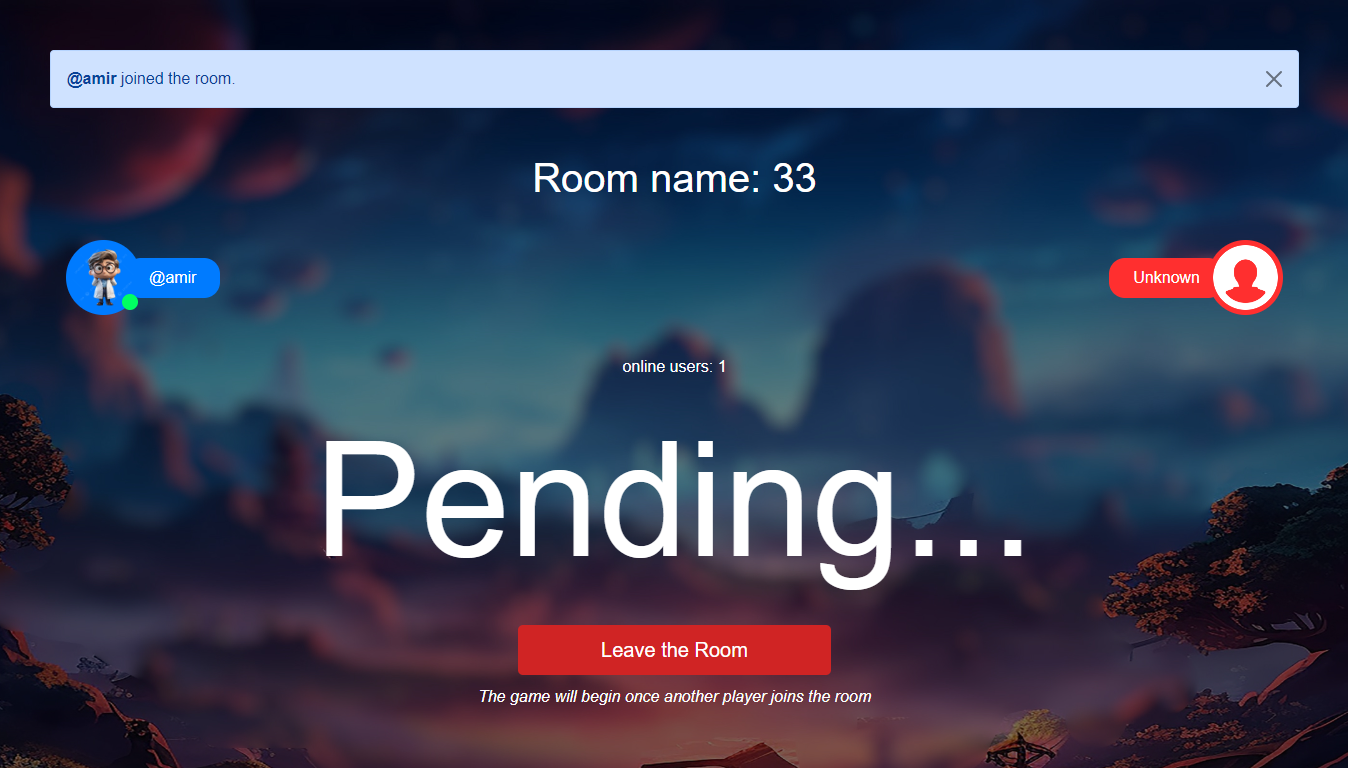 @amir joined the room.
Room name: 33
@amir
Unknown
online users: 1
Pending...
Leave the Room
The game will begin once another player joins the room